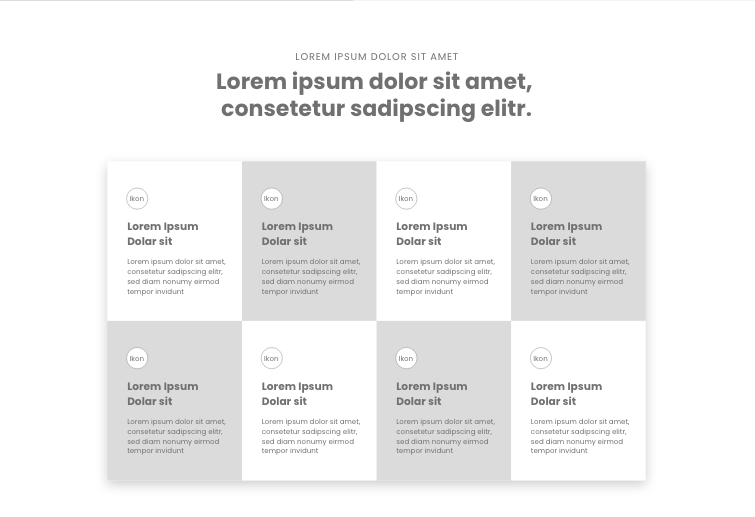 LOREM IPSUM DOLOR SIT AMET
Lorem ipsum dolor sit amet,
consetetur sadipscing elitr.
Ikon
Lorem Ipsum
Dolar sit
Lorem ipsum dolor sit amet,
consetetur sadipscing elitr,
sed diam nonumy eirmod
tempor invidunt
Ikon
Lorem Ipsum
Dolar sit
Lorem ipsum dolor sit amet,
consetetur sadipscing elitr,
sed diam nonumy eirmod
tempor invidunt
Ikon
Lorem Ipsum
Dolar sit
Lorem ipsum dolor sit amet,
consetetur sadipscing elitr,
sed diam nonumy eirmod
tempor invidunt
Ikon
Lorem Ipsum
Dolar sit
Lorem ipsum dolor sit amet,
consetetur sadipscing elitr,
sed diam nonumy eirmod
tempor invidunt
Ikon
Lorem Ipsum
Dolar sit
Lorem ipsum dolor sit amet,
consetetur sadipscing elitr,
sed diam nonumy eirmod
tempor invidunt
Ikon
Lorem Ipsum
Dolar sit
Lorem ipsum dolor sit amet,
consetetur sadipscing elitr,
sed diam nonumy eirmod
tempor invidunt
Ikon
Lorem Ipsum
Dolar sit
Lorem ipsum dolor sit amet,
consetetur sadipscing elitr,
sed diam nonumy eirmod
tempor invidunt
Ikon
Lorem Ipsum
Dolar sit
Lorem ipsum dolor sit amet,
consetetur sadipscing elitr,
sed diam nonumy eirmod
tempor invidunt